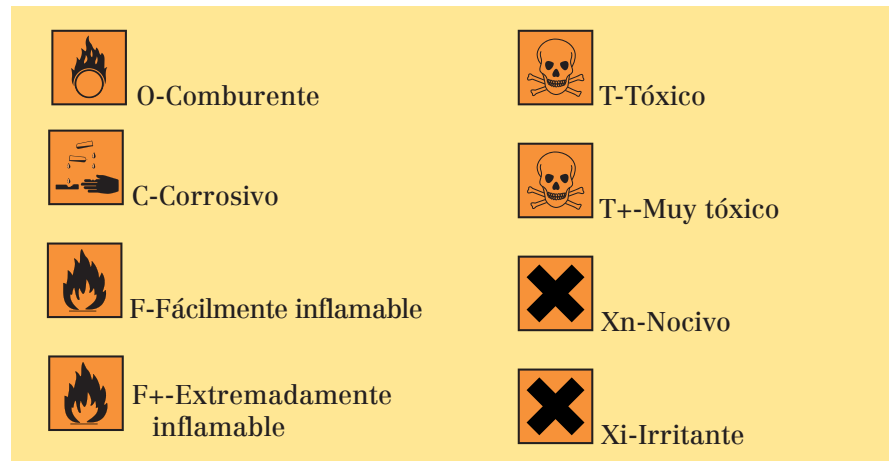 O-Comburente
C-Corrosivo
F-Fácilmente inflamable
F+-Extremadamente
inflamable
T-Tóxico
T+-Muy tóxico
Xn-Nocivo
Xi-Irritante